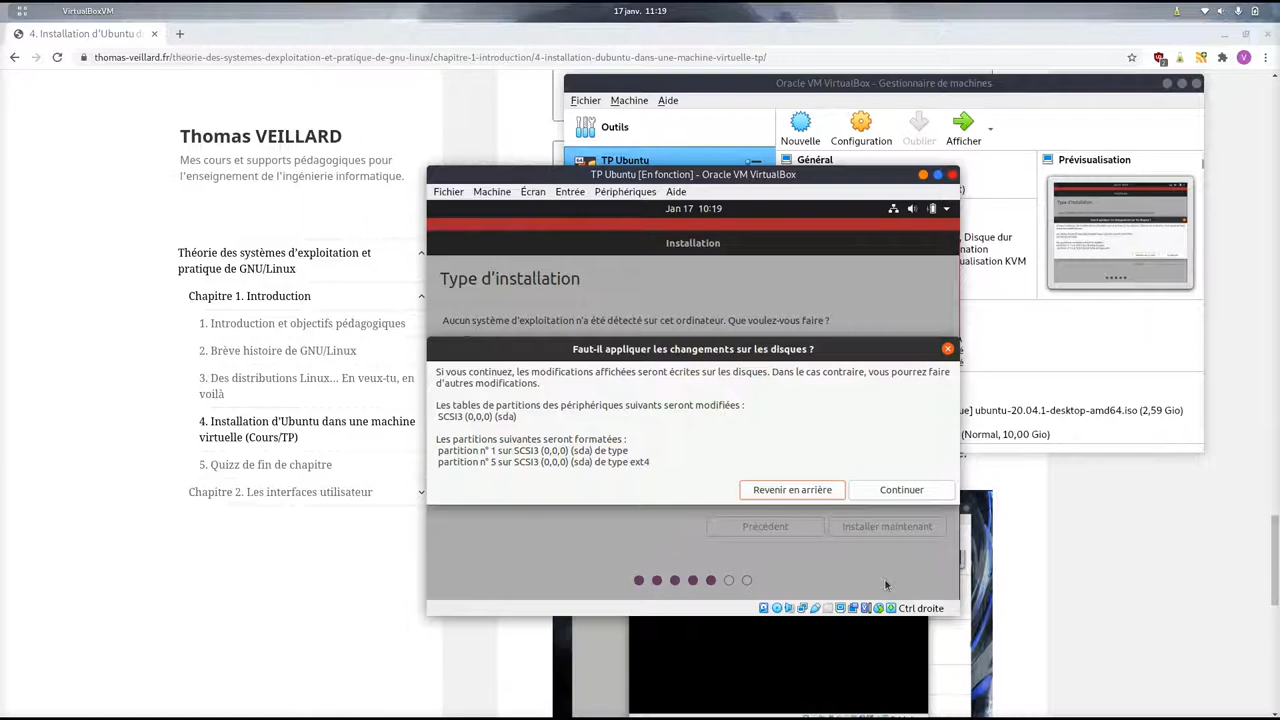 VirtualBoxVM
17 janv. 11:19
4. Installation d'Ubuntu d
thomas-veillard.fr/theorie-des-systemes-dexploitation-et-pratique-de-gnu-linux/chapitre-1-introduction/4-installation-dubuntu-dans-une-machine-virtuelle-tp/
Thomas VEILLARD
Mes cours et supports pédagogiques pour
l'enseignement de l'ingénierie informatique.
Théorie des systèmes d'exploitation et
pratique de GNU/Linux
Chapitre 1. Introduction
1. Introduction et objectifs pédagogiques
2. Brève histoire de GNU/Linux
3. Des distributions Linux... En veux-tu, en
voilà
4. Installation d'Ubuntu dans une machine
virtuelle (Cours/TP)
5. Quizz de fin de chapitre
Chapitre 2. Les interfaces utilisateur
Oracle VM VirtualBox - Gestionnaire de machines
Fichier Machine Aide
Outils
Nouvelle Configuration Oublier Afficher
TP Ubuntu
Général
Prévisualisation
, Disque dur
nation
ualisation KVM
que] ubuntu-20.04.1-desktop-amd64.iso (2,59 Gio)
(Normal, 10,00 Gio)
TP Ubuntu [En fonction] - Oracle VM VirtualBox
Fichier Machine Écran Entrée Périphériques Aide
Jan 17 10:19
Installation
Type d'installation
Aucun système d'exploitation n'a été détecté sur cet ordinateur. Que voulez-vous faire ?
Faut-il appliquer les changements sur les disques ?
Si vous continuez, les modifications affichées seront écrites sur les disques. Dans le cas contraire, vous pourrez faire
d'autres modifications.
Les tables de partitions des périphériques suivants seront modifiées :
SCSI3 (0,0,0) (sda)
Les partitions suivantes seront formatées :
partition n° 1 sur SCSI3 (0,0,0) (sda) de type
partition n° 5 sur SCSI3 (0,0,0) (sda) de type ext4
Revenir en arrière Continuer
Précédent Installer maintenant
Ctrl droite